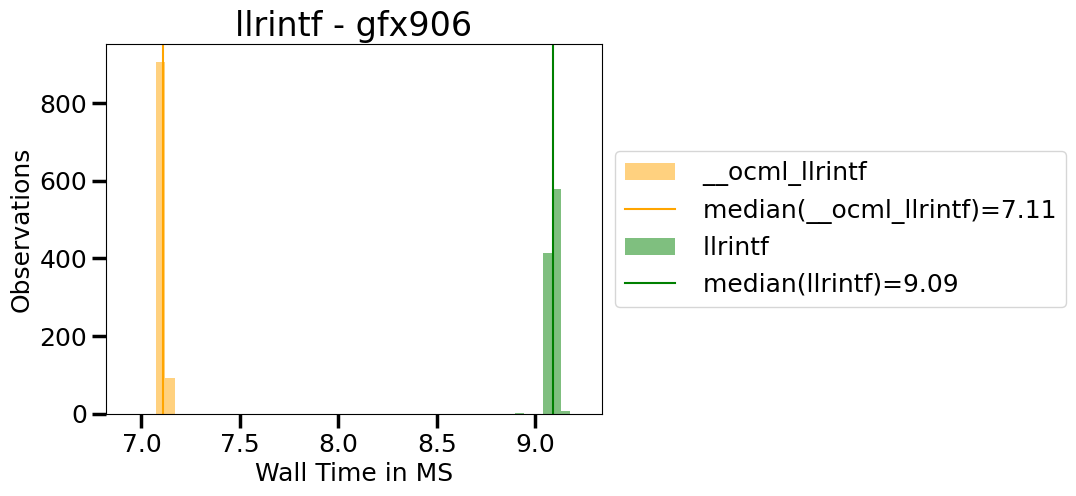 llrintf - gfx906
Observations
800
600
400
200
0
7.0 7.5 8.0 8.5 9.0
Wall Time in MS
__ocml_llrintf
median(__ocml_llrintf)=7.11
llrintf
median(llrintf)=9.09